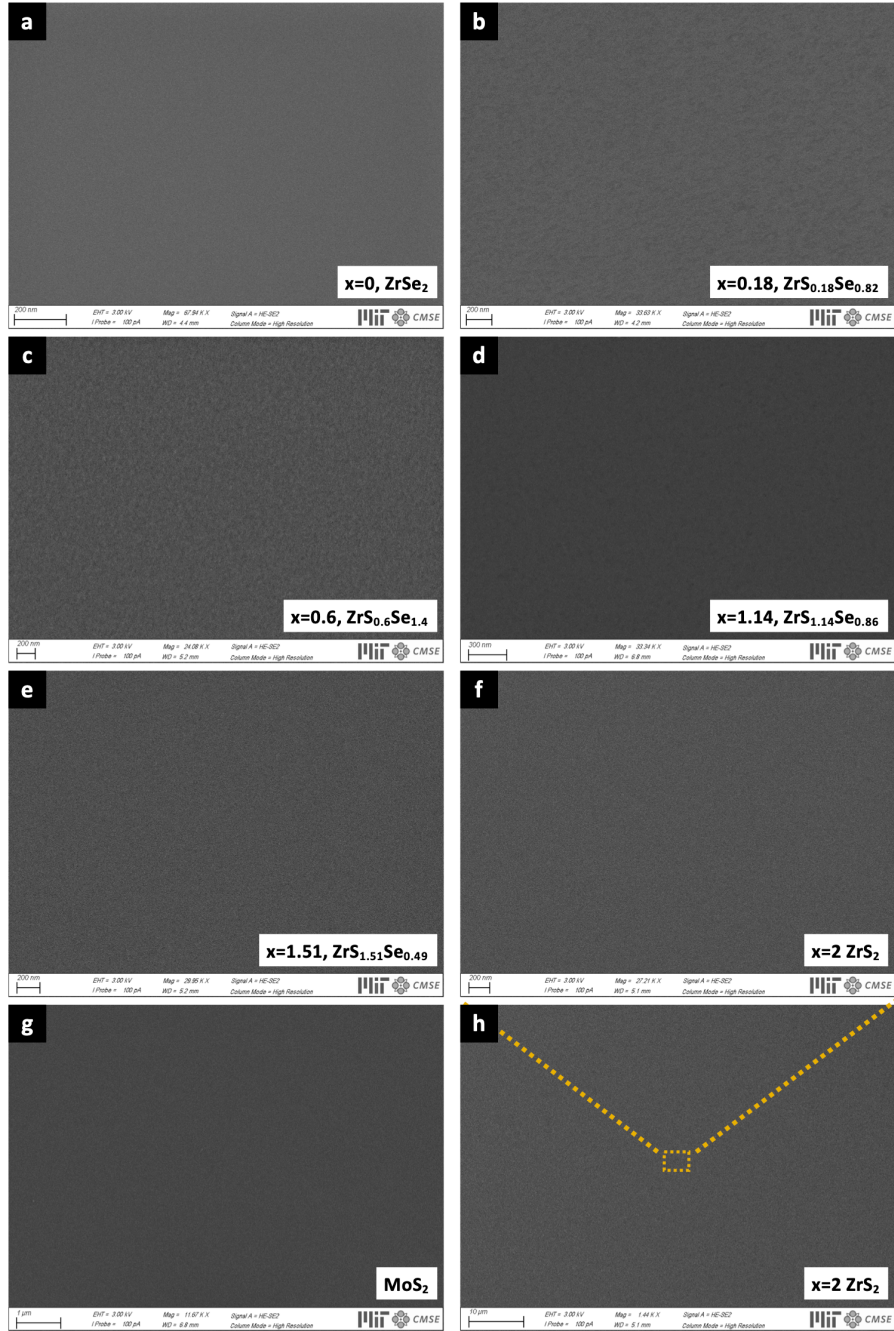 a
x=0, ZrSe₂
200 nm
EHT = 3.00 kV Mag = 67.94 K X Signal A = HE-SE2
I Probe = 100 pA WD = 4.4 mm Column Mode = High Resolution
MIT CMSE
b
x=0.18, ZrS₀.₁₈Se₀.₈₂
200 nm
EHT = 3.00 kV Mag = 33.63 K X Signal A = HE-SE2
I Probe = 100 pA WD = 4.2 mm Column Mode = High Resolution
MIT CMSE
c
x=0.6, ZrS₀.₆Se₁.₄
200 nm
EHT = 3.00 kV Mag = 24.08 K X Signal A = HE-SE2
I Probe = 100 pA WD = 5.2 mm Column Mode = High Resolution
MIT CMSE
d
x=1.14, ZrS₁.₁₄Se₀.₈₆
300 nm
EHT = 3.00 kV Mag = 33.34 K X Signal A = HE-SE2
I Probe = 100 pA WD = 6.8 mm Column Mode = High Resolution
MIT CMSE
e
x=1.51, ZrS₁.₅₁Se₀.₄₉
200 nm
EHT = 3.00 kV Mag = 28.95 K X Signal A = HE-SE2
I Probe = 100 pA WD = 5.2 mm Column Mode = High Resolution
MIT CMSE
f
x=2 ZrS₂
200 nm
EHT = 3.00 kV Mag = 27.21 K X Signal A = HE-SE2
I Probe = 100 pA WD = 5.1 mm Column Mode = High Resolution
MIT CMSE
g
MoS₂
1 µm
EHT = 3.00 kV Mag = 11.67 K X Signal A = HE-SE2
I Probe = 100 pA WD = 6.8 mm Column Mode = High Resolution
MIT CMSE
h
x=2 ZrS₂
10 µm
EHT = 3.00 kV Mag = 1.44 K X Signal A = HE-SE2
I Probe = 100 pA WD = 5.1 mm Column Mode = High Resolution
MIT CMSE